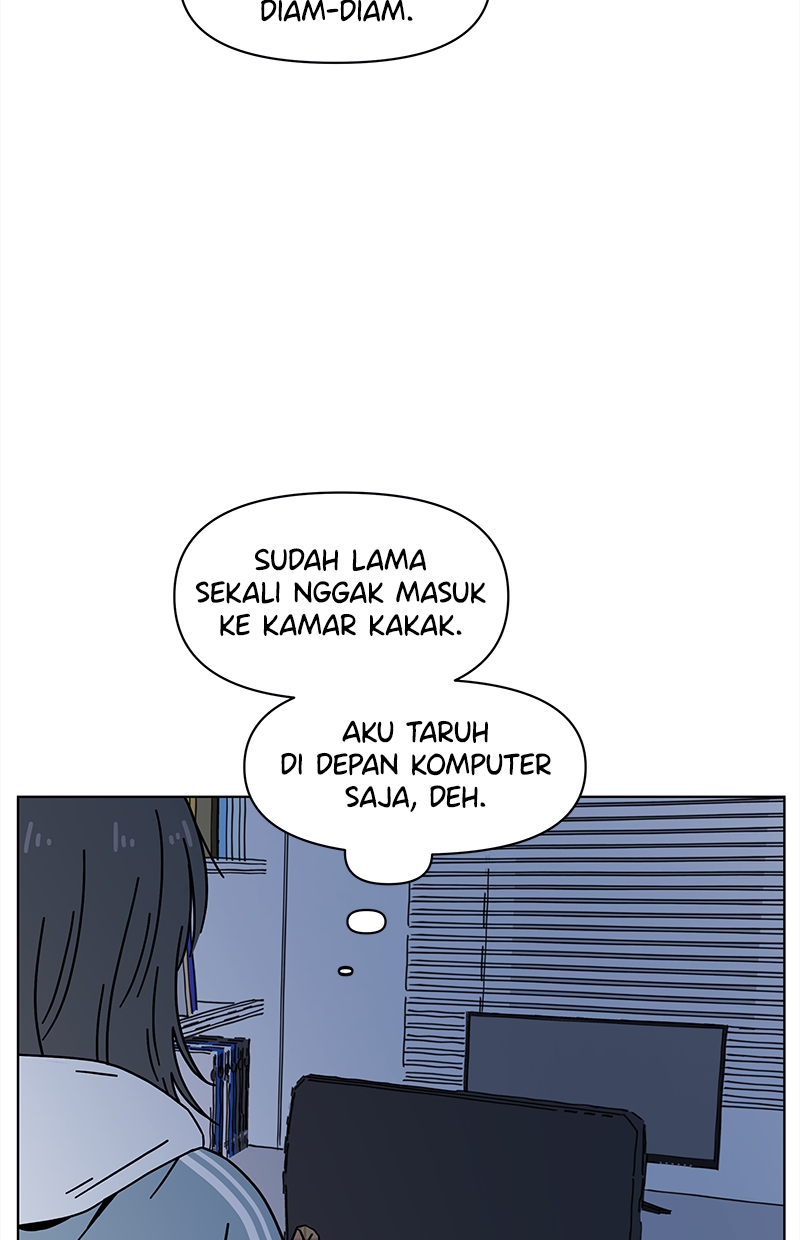 DIAM-DIAM.
SUDAH LAMA
SEKALI NGGAK MASUK
KE KAMAR KAKAK.
AKU TARUH
DI DEPAN KOMPUTER
SAJA, DEH.